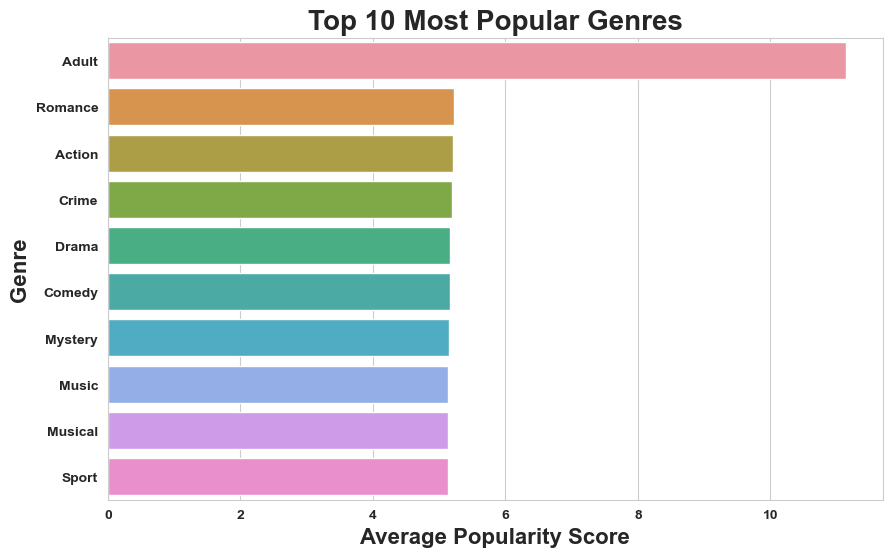 Top 10 Most Popular Genres
Genre
Adult
Romance
Action
Crime
Drama
Comedy
Mystery
Music
Musical
Sport
0 2 4 6 8 10
Average Popularity Score